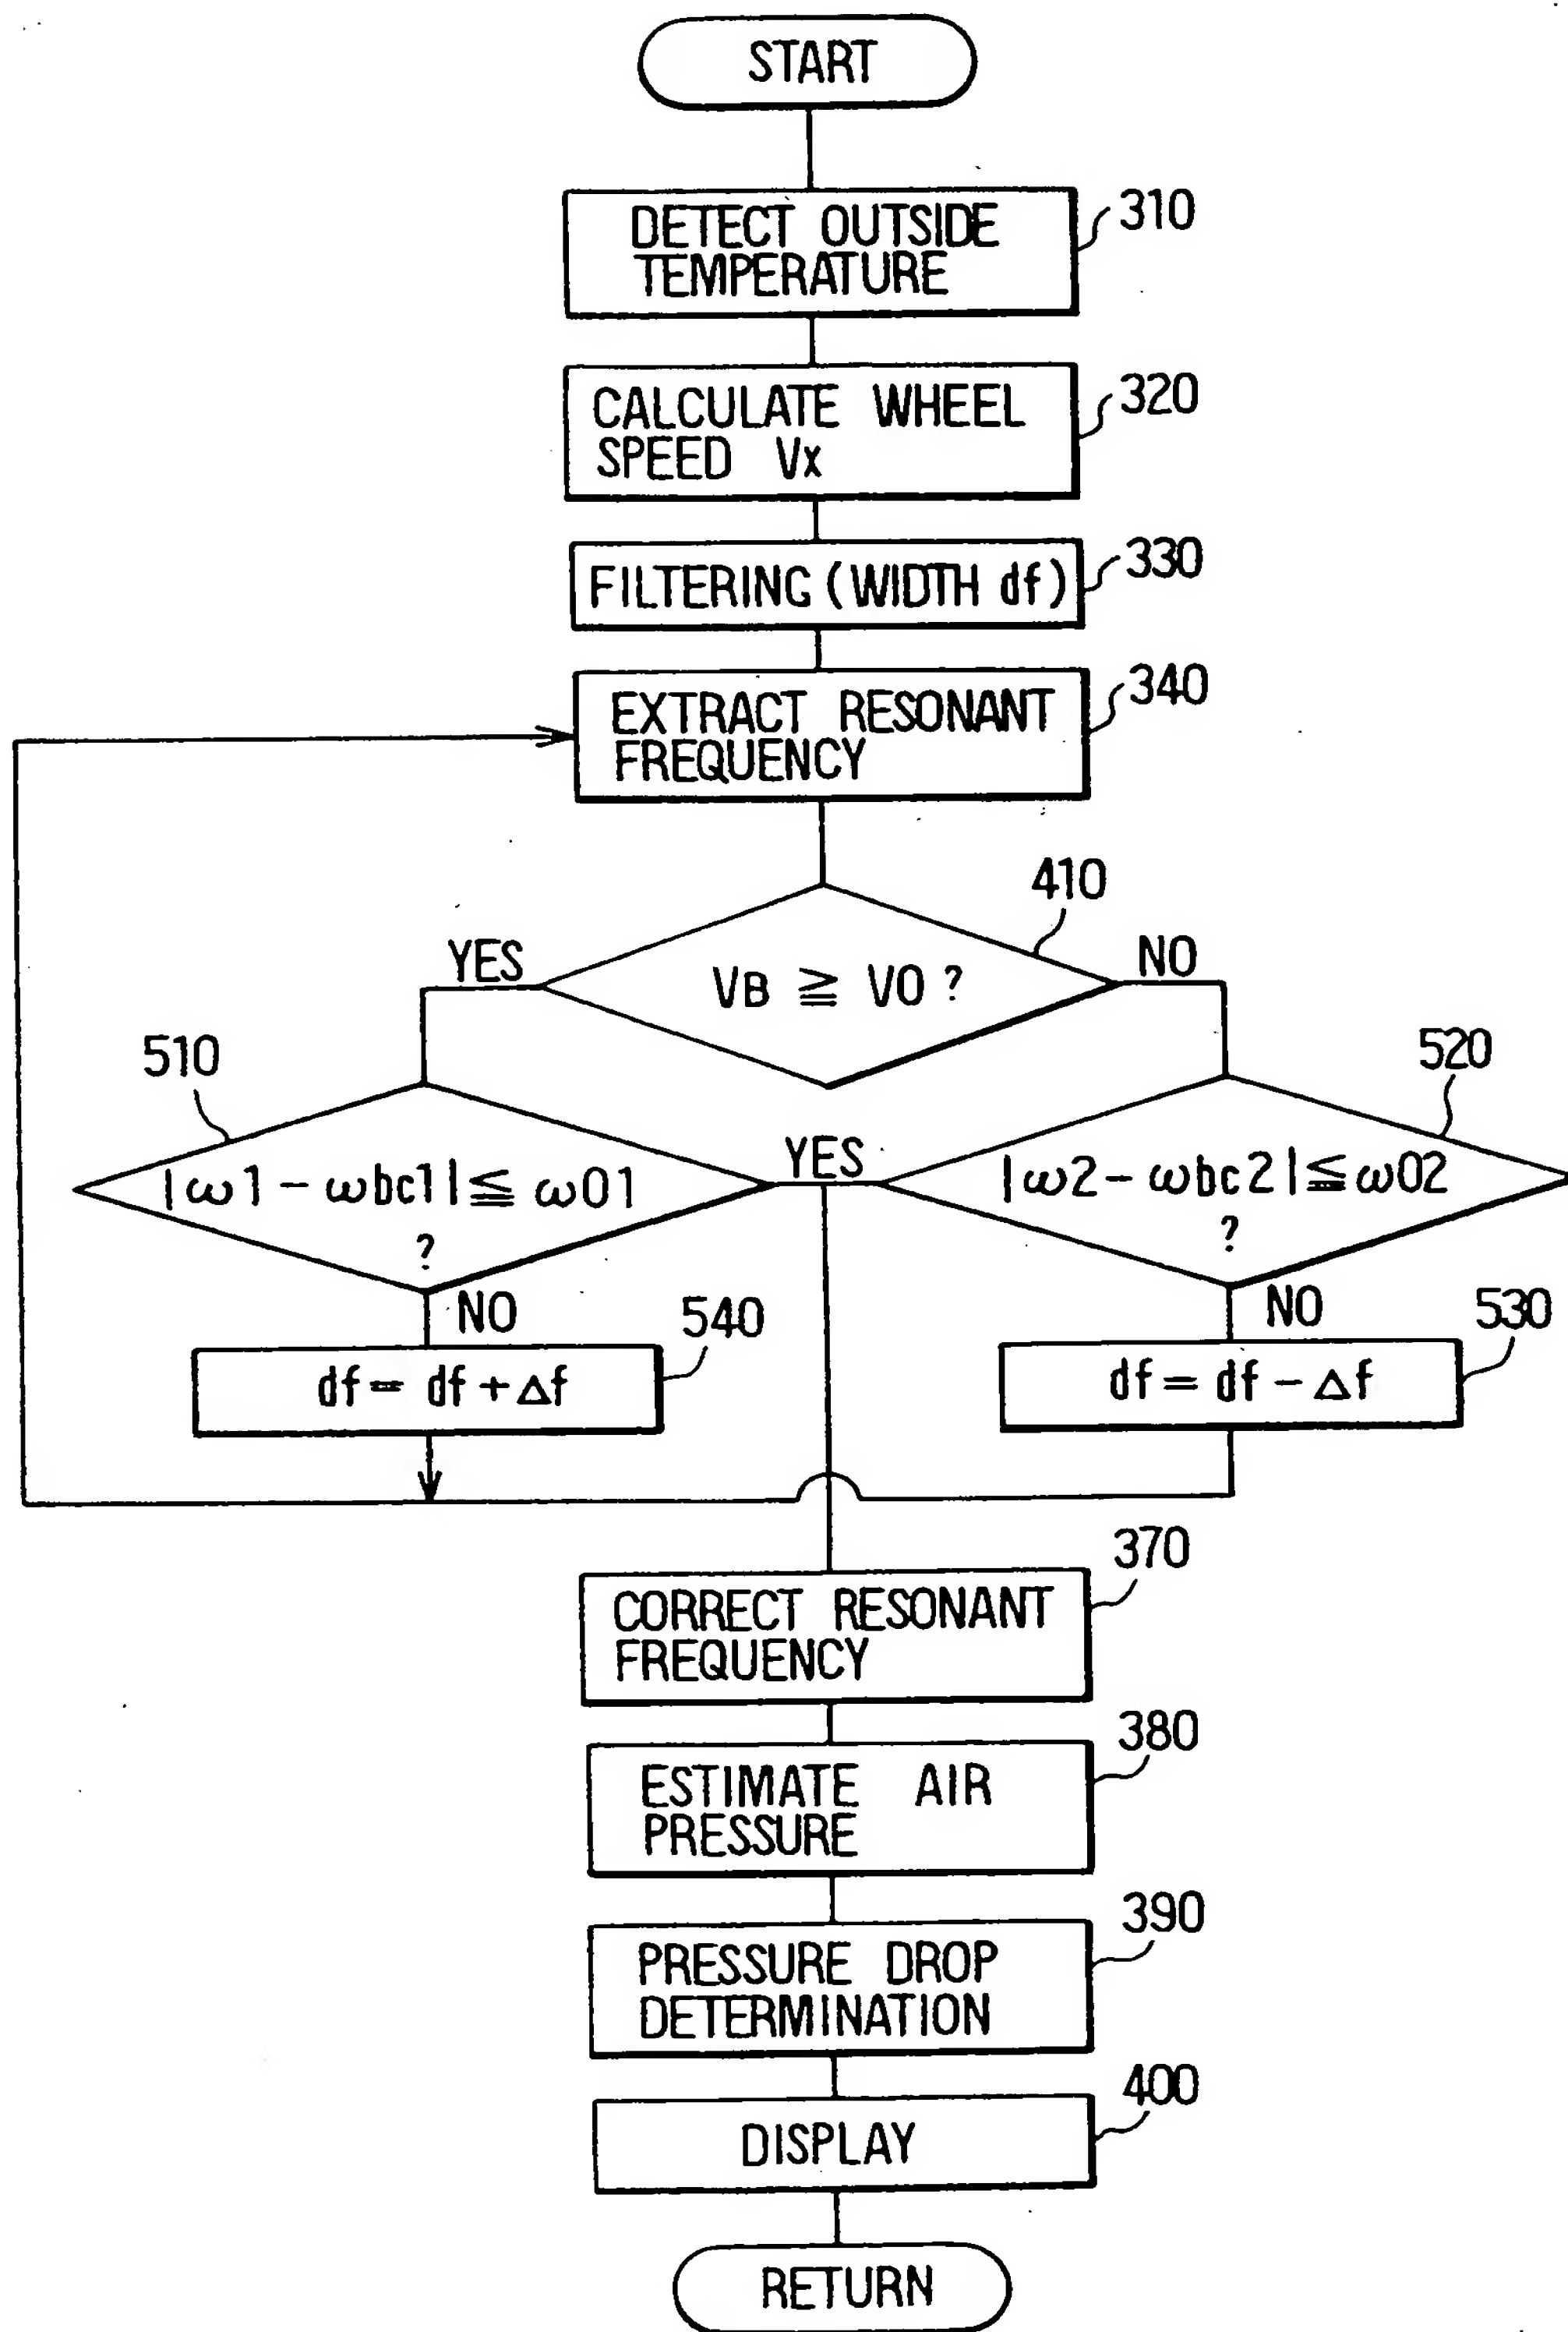 START
310
DETECT OUTSIDE
TEMPERATURE
320
CALCULATE WHEEL
SPEED Vx
330
FILTERING (WIDTH df)
340
EXTRACT RESONANT
FREQUENCY
410
YES
NO
VB ≧ V0 ?
510
520
YES
|ω1 - ωbc1| ≦ ω01
?
|ω2 - ωbc2| ≦ ω02
?
NO
540
NO
530
df = df + Δf
df = df - Δf
370
CORRECT RESONANT
FREQUENCY
380
ESTIMATE AIR
PRESSURE
390
PRESSURE DROP
DETERMINATION
400
DISPLAY
RETURN